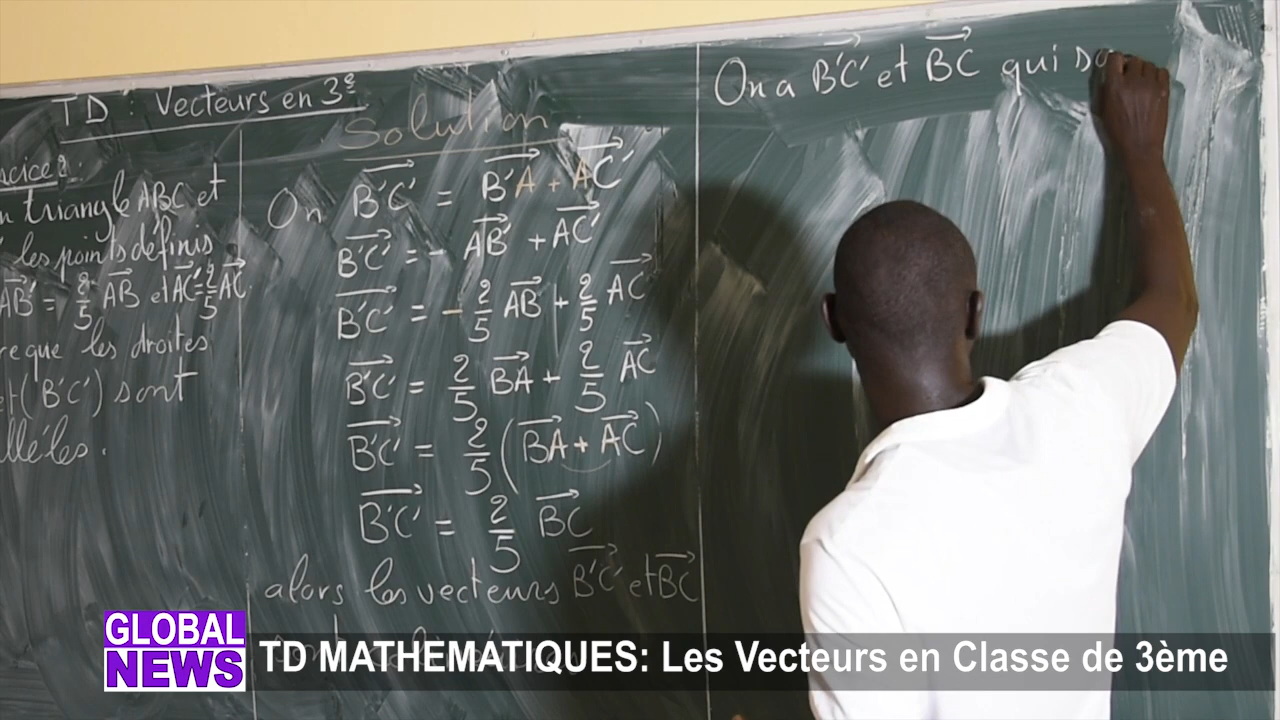 TD : Vecteurs en 3e
triangle ABC et
les points définis
AB' = 2/5 AB et AC' = 2/5 AC
que les droites
et (B'C') sont
Solution
On B'C' = B'A + AC'
B'C' = - AB' + AC'
B'C' = - 2/5 AB + 2/5 AC
B'C' = 2/5 BA + 2/5 AC
B'C' = 2/5 (BA + AC)
B'C' = 2/5 BC
alors les vecteurs B'C' et BC
On a B'C' et BC qui so
GLOBAL
NEWS
TD MATHEMATIQUES: Les Vecteurs en Classe de 3ème